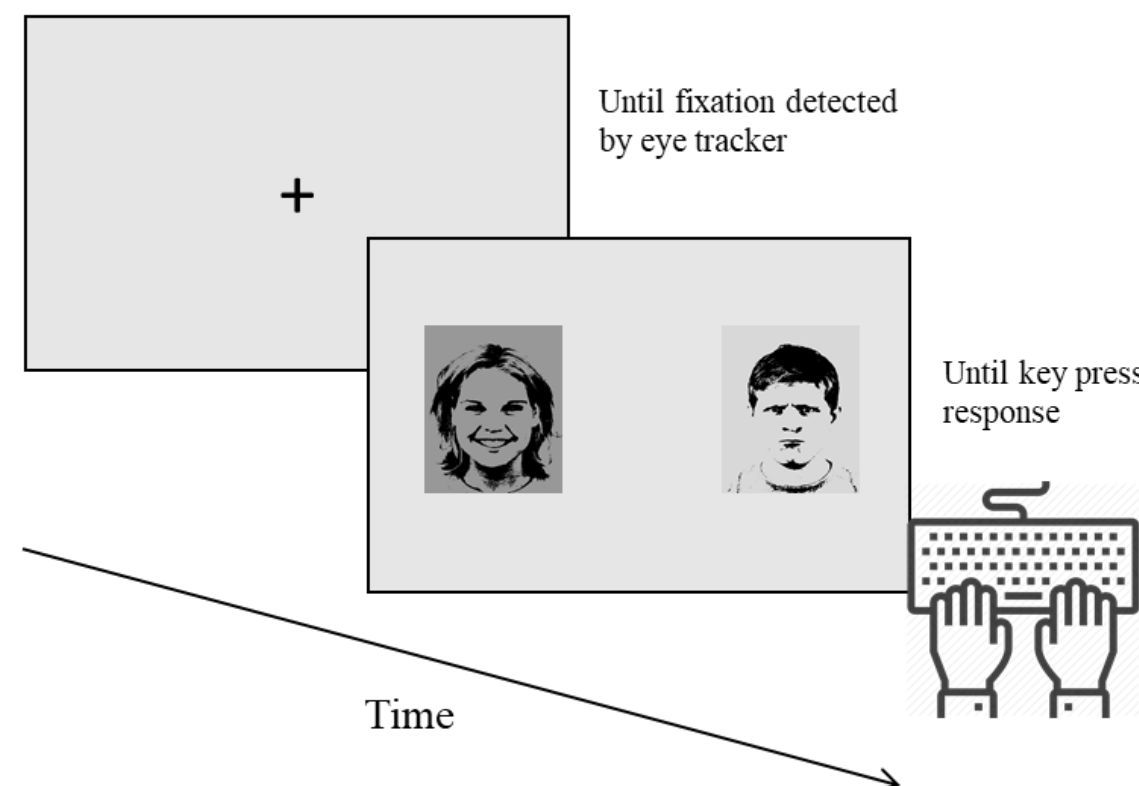 Until fixation detected
by eye tracker
Until key press
response
Time